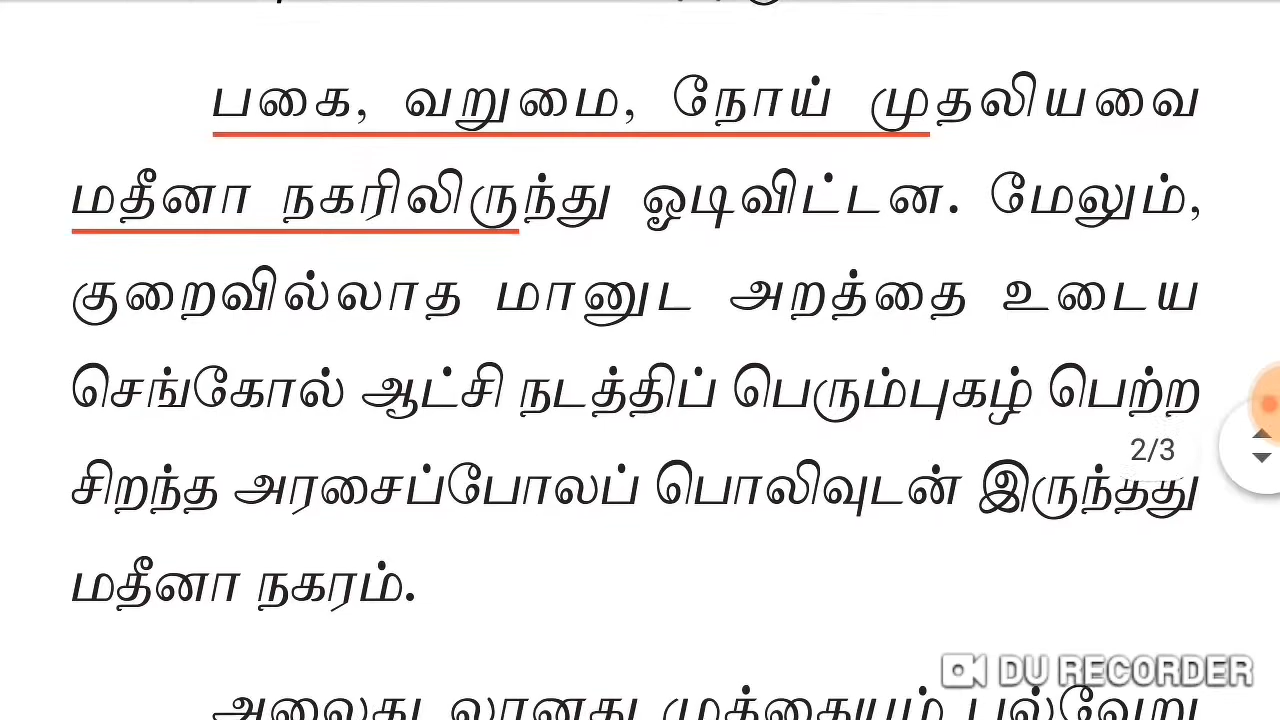 பகை, வறுமை, நோய் முதலியவை
மதீனா நகரிலிருந்து ஓடிவிட்டன. மேலும்,
குறைவில்லாத மானுட அறத்தை உடைய
செங்கோல் ஆட்சி நடத்திப் பெரும்புகழ் பெற்ற
2/3
சிறந்த அரசைப்போலப் பொலிவுடன் இருந்தது
மதீனா நகரம்.
DU RECORDER